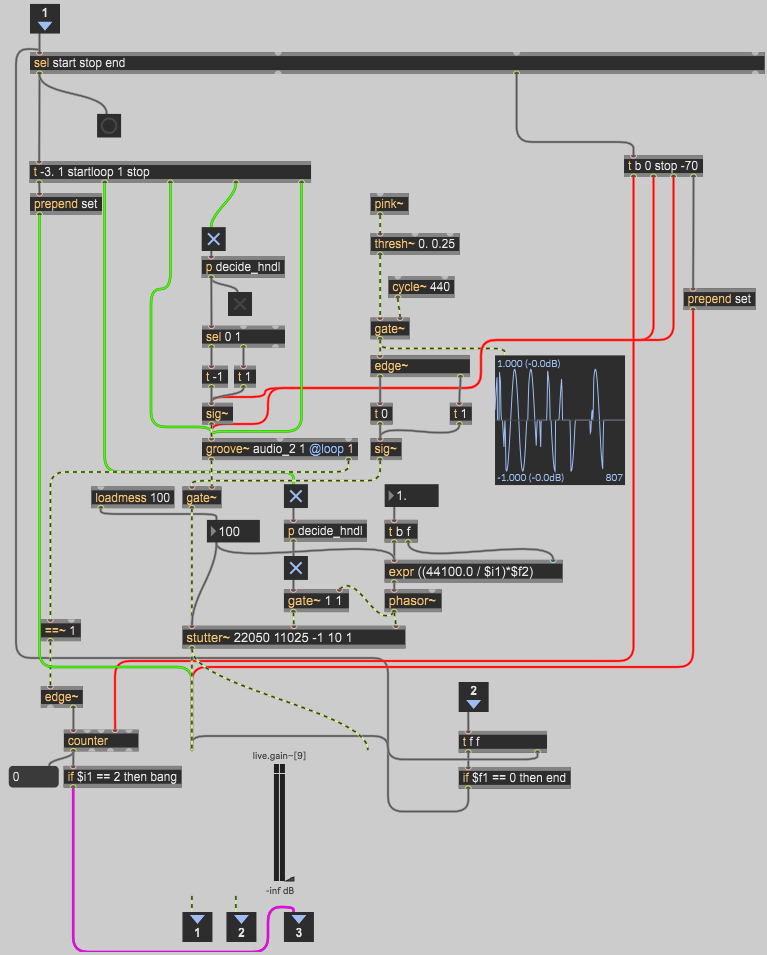 1
sel start stop end
t -3. 1 startloop 1 stop
t b 0 stop -70
prepend set
pink~
thresh~ 0. 0.25
p decide_hndl
cycle~ 440
prepend set
gate~
sel 0 1
edge~
1.000 (-0.0dB)
t -1
t 1
sig~
t 0
t 1
groove~ audio_2 1 @loop 1
sig~
-1.000 (-0.0dB)
807
loadmess 100
gate~
1.
100
p decide_hndl
t b f
expr ((44100.0 / $i1)*$f2)
gate~ 1 1
phasor~
==~ 1
stutter~ 22050 11025 -1 10 1
edge~
2
counter
t f f
live.gain~[9]
0
if $i1 == 2 then bang
if $f1 == 0 then end
-inf dB
1
2
3